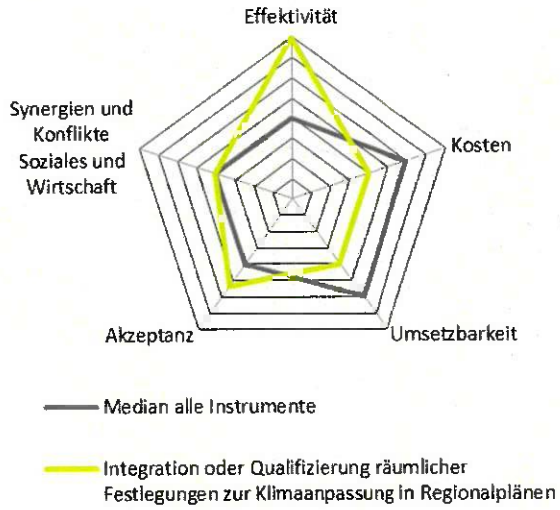 Effektivität
Synergien und
Konflikte
Soziales und
Wirtschaft
Kosten
Akzeptanz
Umsetzbarkeit
Median alle Instrumente
Integration oder Qualifizierung räumlicher
Festlegungen zur Klimaanpassung in Regionalplänen